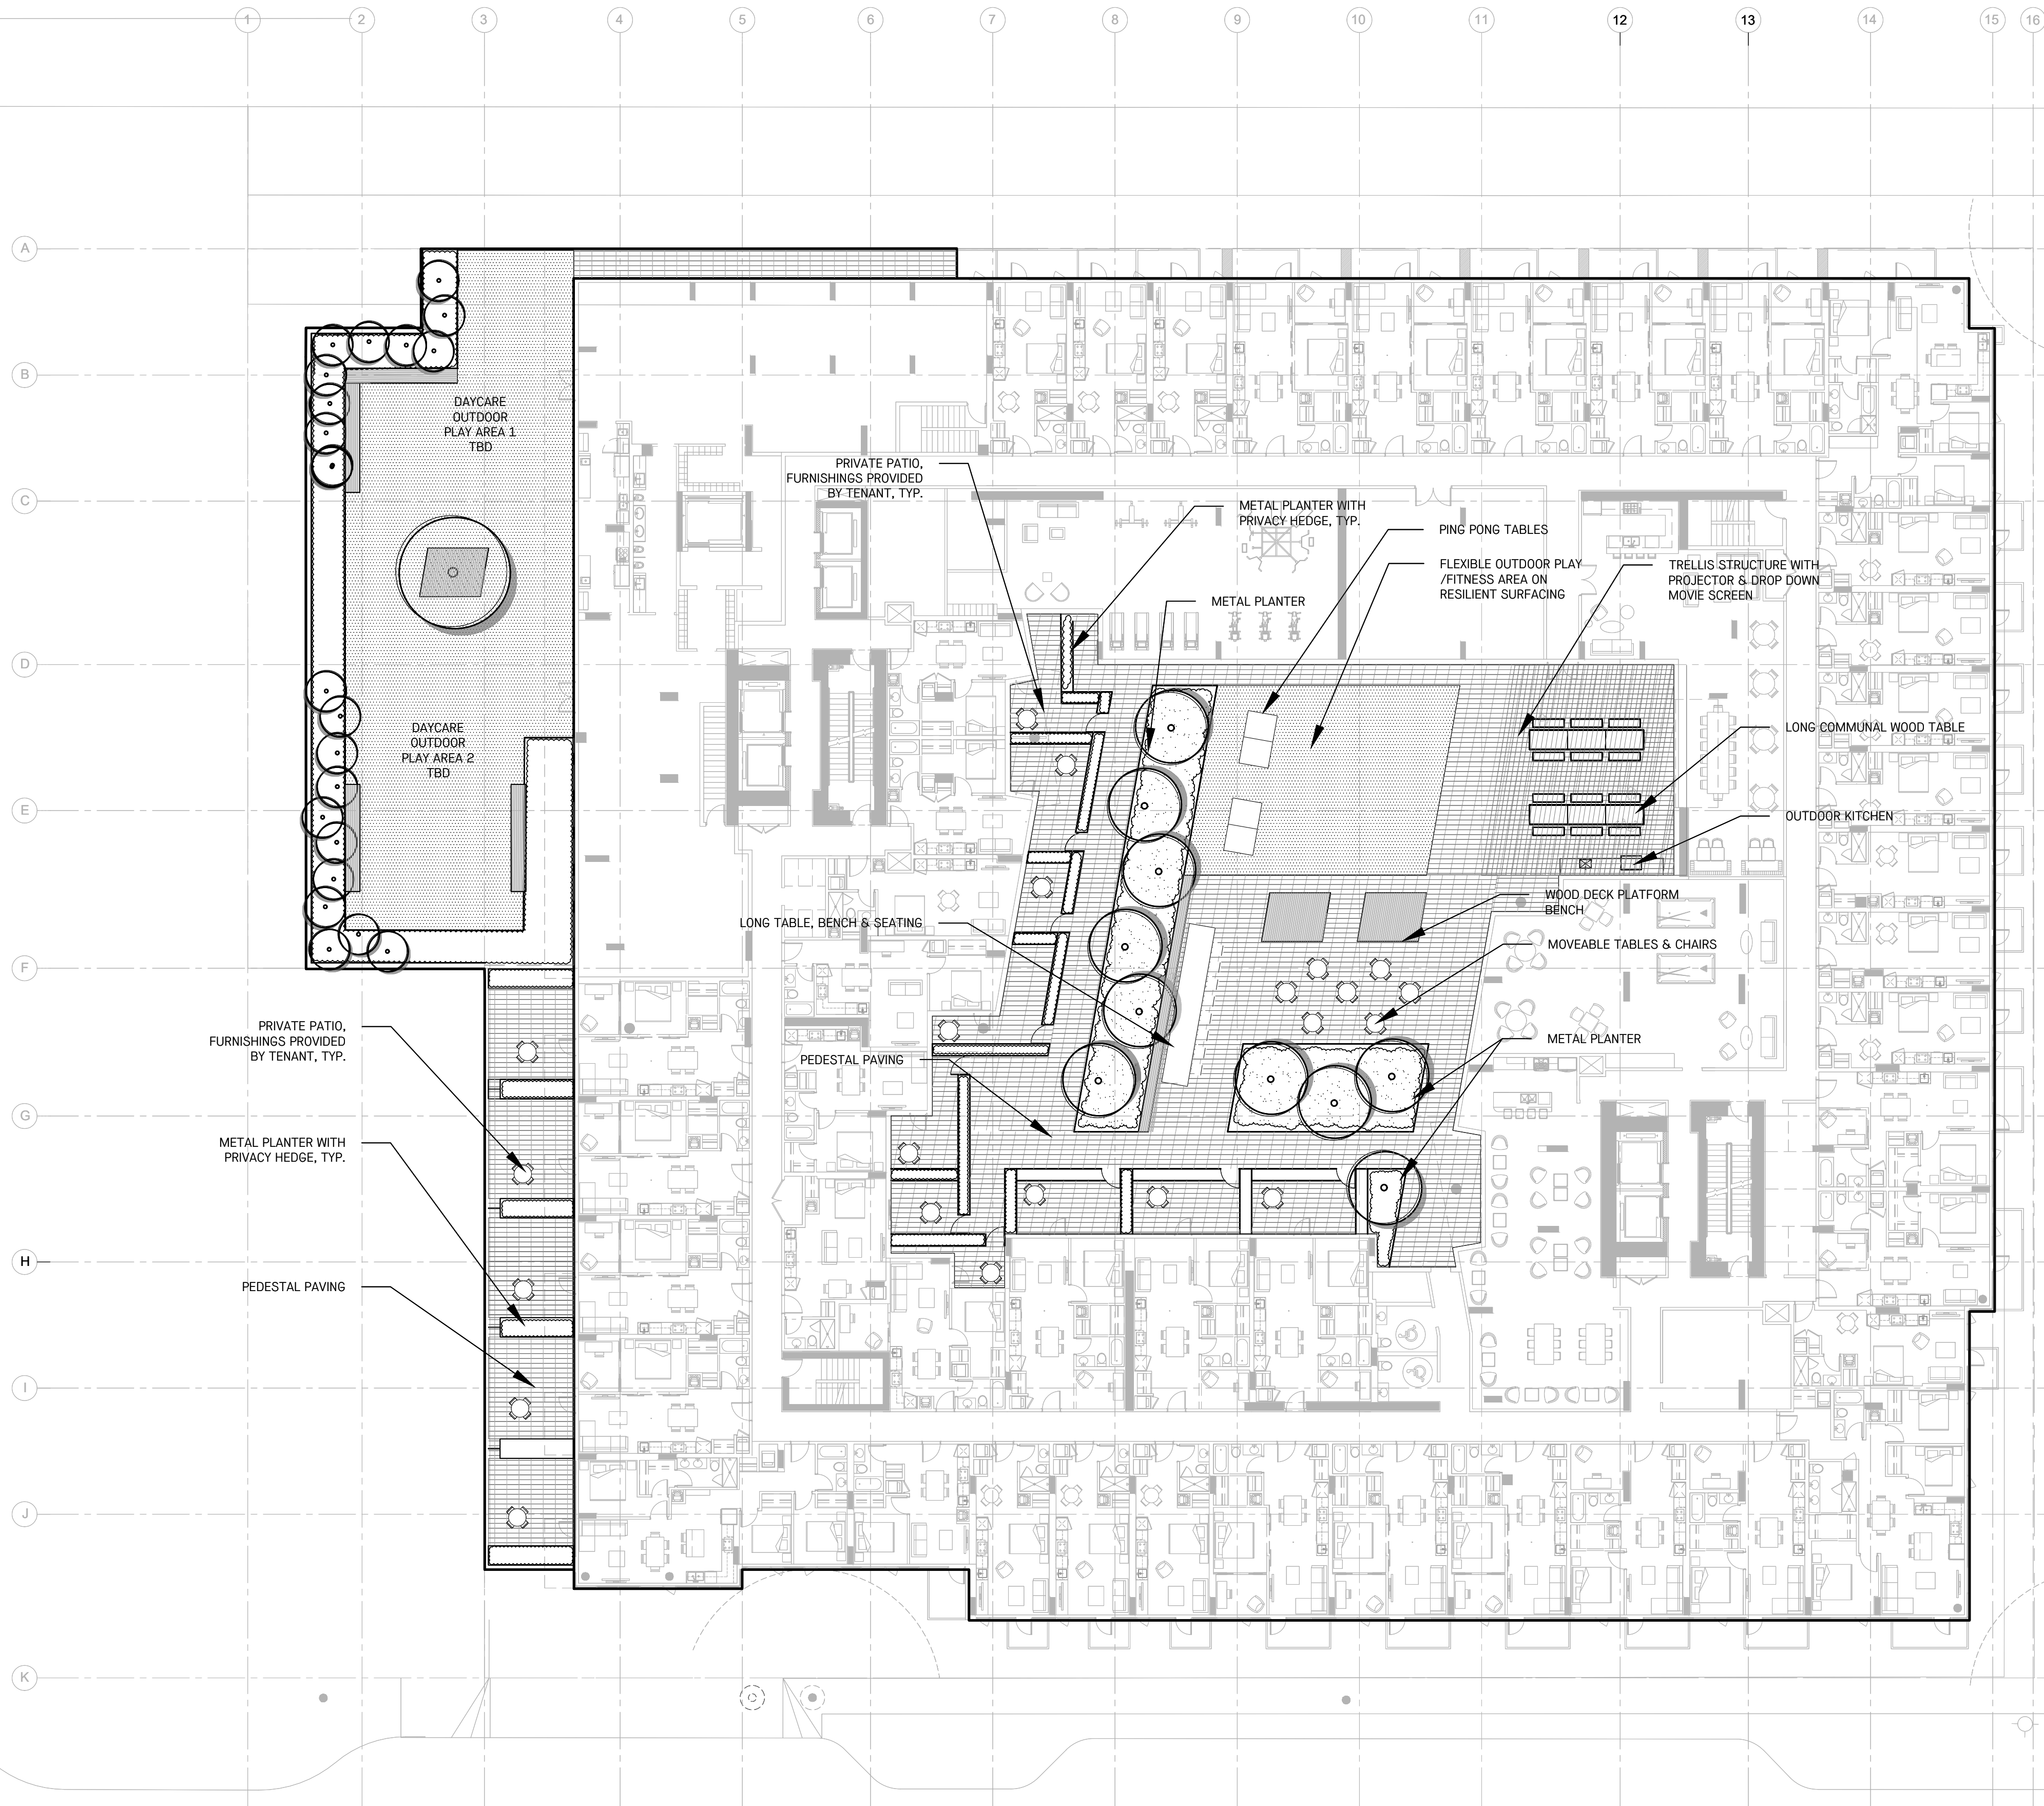 1 2 3 4 5 6 7 8 9 10 11 12 13 14 15 16
A
B
DAYCARE
OUTDOOR
PLAY AREA 1
TBD
PRIVATE PATIO,
FURNISHINGS PROVIDED
BY TENANT, TYP.
C
METAL PLANTER WITH
PRIVACY HEDGE, TYP.
PING PONG TABLES
FLEXIBLE OUTDOOR PLAY
/FITNESS AREA ON
RESILIENT SURFACING
TRELLIS STRUCTURE WITH
PROJECTOR & DROP DOWN
MOVIE SCREEN
METAL PLANTER
D
DAYCARE
OUTDOOR
PLAY AREA 2
TBD
LONG COMMUNAL WOOD TABLE
E
OUTDOOR KITCHEN
WOOD DECK PLATFORM
BENCH
LONG TABLE, BENCH & SEATING
MOVEABLE TABLES & CHAIRS
F
PRIVATE PATIO,
FURNISHINGS PROVIDED
BY TENANT, TYP.
METAL PLANTER
PEDESTAL PAVING
G
METAL PLANTER WITH
PRIVACY HEDGE, TYP.
H
PEDESTAL PAVING
I
J
K